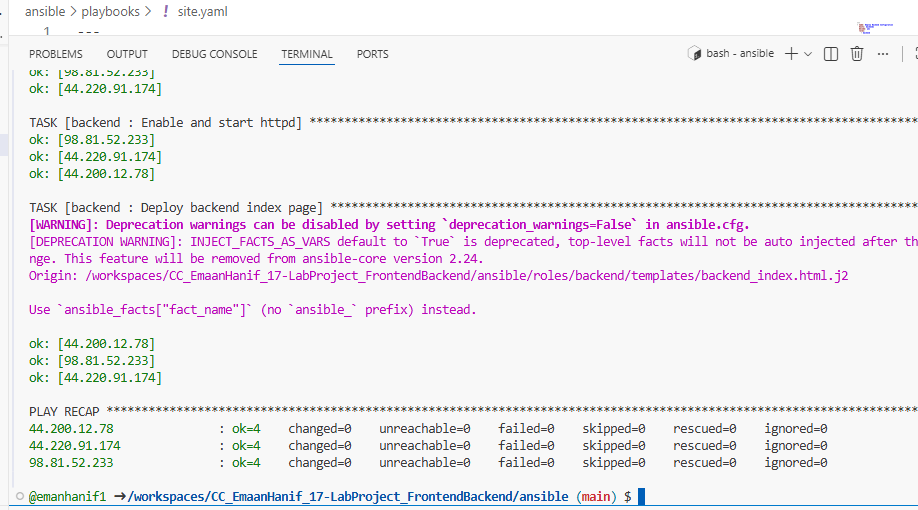 ansible > playbooks > ! site.yaml
1 ---
PROBLEMS OUTPUT DEBUG CONSOLE TERMINAL PORTS bash - ansible
ok: [98.81.52.233]
ok: [44.220.91.174]
TASK [backend : Enable and start httpd] **************************************************************************************
ok: [98.81.52.233]
ok: [44.220.91.174]
ok: [44.200.12.78]
TASK [backend : Deploy backend index page] ***********************************************************************************
[WARNING]: Deprecation warnings can be disabled by setting `deprecation_warnings=False` in ansible.cfg.
[DEPRECATION WARNING]: INJECT_FACTS_AS_VARS default to `True` is deprecated, top-level facts will not be auto injected after th
nge. This feature will be removed from ansible-core version 2.24.
Origin: /workspaces/CC_EmaanHanif_17-LabProject_FrontendBackend/ansible/roles/backend/templates/backend_index.html.j2
Use `ansible_facts["fact_name"]` (no `ansible_` prefix) instead.
ok: [44.200.12.78]
ok: [98.81.52.233]
ok: [44.220.91.174]
PLAY RECAP *******************************************************************************************************************
44.200.12.78 : ok=4 changed=0 unreachable=0 failed=0 skipped=0 rescued=0 ignored=0
44.220.91.174 : ok=4 changed=0 unreachable=0 failed=0 skipped=0 rescued=0 ignored=0
98.81.52.233 : ok=4 changed=0 unreachable=0 failed=0 skipped=0 rescued=0 ignored=0
@emanhanif1 →/workspaces/CC_EmaanHanif_17-LabProject_FrontendBackend/ansible (main) $